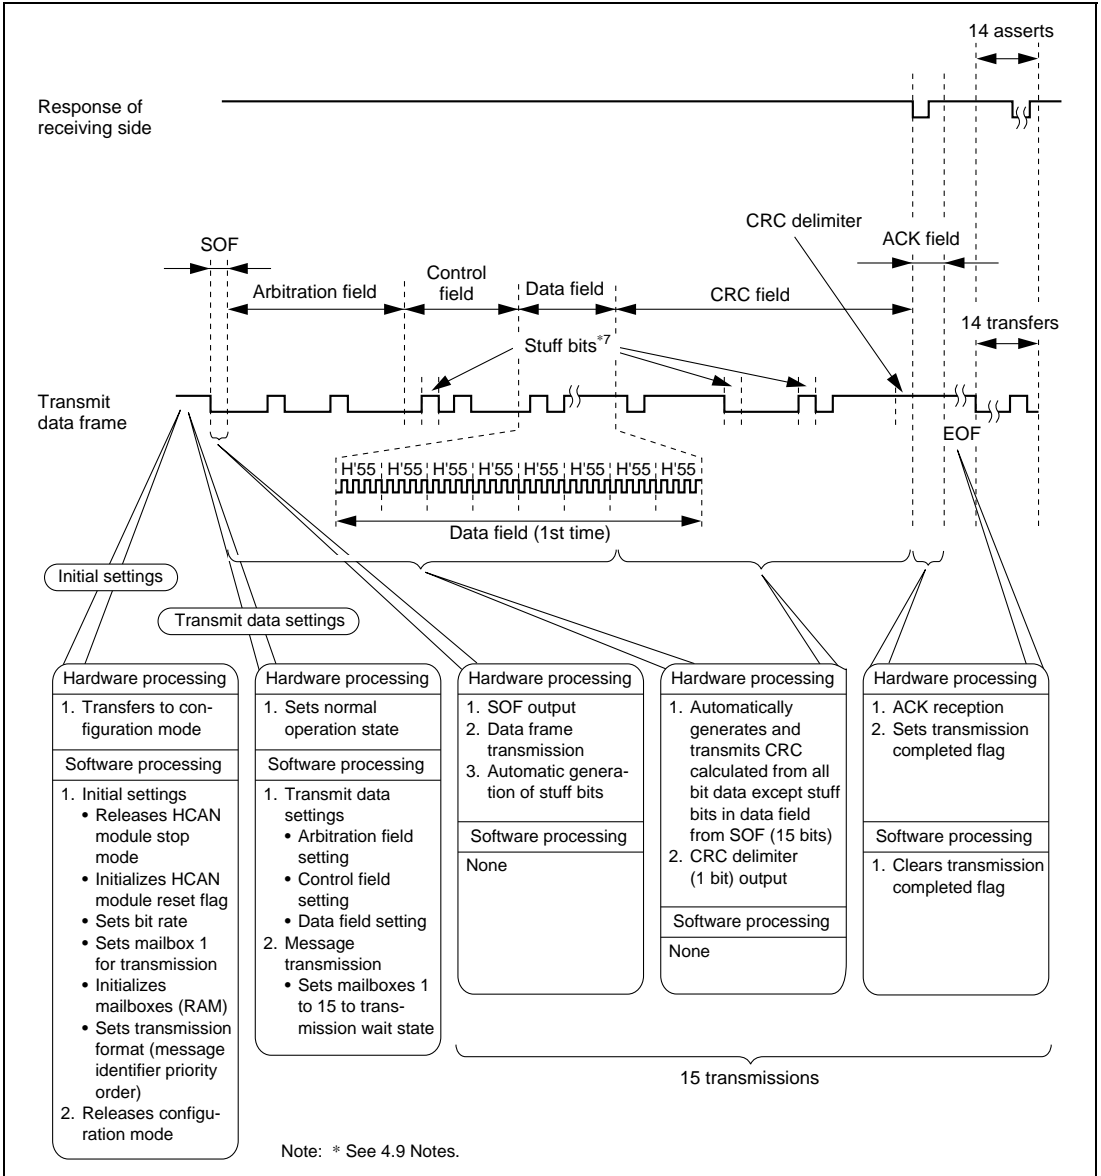 14 asserts
Response of
receiving side
CRC delimiter
SOF
ACK field
Arbitration field
Control
field
Data field
CRC field
14 transfers
Stuff bits*7
Transmit
data frame
EOF
H'55 H'55 H'55 H'55 H'55 H'55 H'55 H'55
Data field (1st time)
Initial settings
Transmit data settings
Hardware processing
1. Transfers to con-
figuration mode
Software processing
1. Initial settings
• Releases HCAN
module stop
mode
• Initializes HCAN
module reset flag
• Sets bit rate
• Sets mailbox 1
for transmission
• Initializes
mailboxes (RAM)
• Sets transmission
format (message
identifier priority
order)
2. Releases configu-
ration mode
Hardware processing
1. Sets normal
operation state
Software processing
1. Transmit data
settings
• Arbitration field
setting
• Control field
setting
• Data field setting
2. Message
transmission
• Sets mailboxes 1
to 15 to trans-
mission wait state
Hardware processing
1. SOF output
2. Data frame
transmission
3. Automatic genera-
tion of stuff bits
Software processing
None
Hardware processing
1. Automatically
generates and
transmits CRC
calculated from all
bit data except stuff
bits in data field
from SOF (15 bits)
2. CRC delimiter
(1 bit) output
Software processing
None
Hardware processing
1. ACK reception
2. Sets transmission
completed flag
Software processing
1. Clears transmission
completed flag
15 transmissions
Note: * See 4.9 Notes.